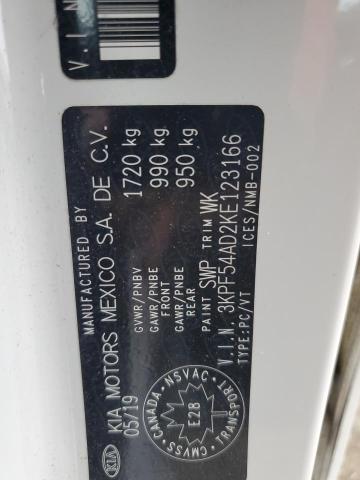 V.I.N
MANUFACTURED BY
KIA KIA MOTORS MEXICO S.A. DE C.V.
05/19
GVWR/PNBV 1720 kg
GAWR/PNBE FRONT 990 kg
GAWR/PNBE REAR 950 kg
PAINT SWP TRIM WK
V.I.N. 3KPF54AD2KE123166
TYPE:PC/VT ICES/NMB-002
CANADA NSVAC TRANSPORT CMVSS
E28